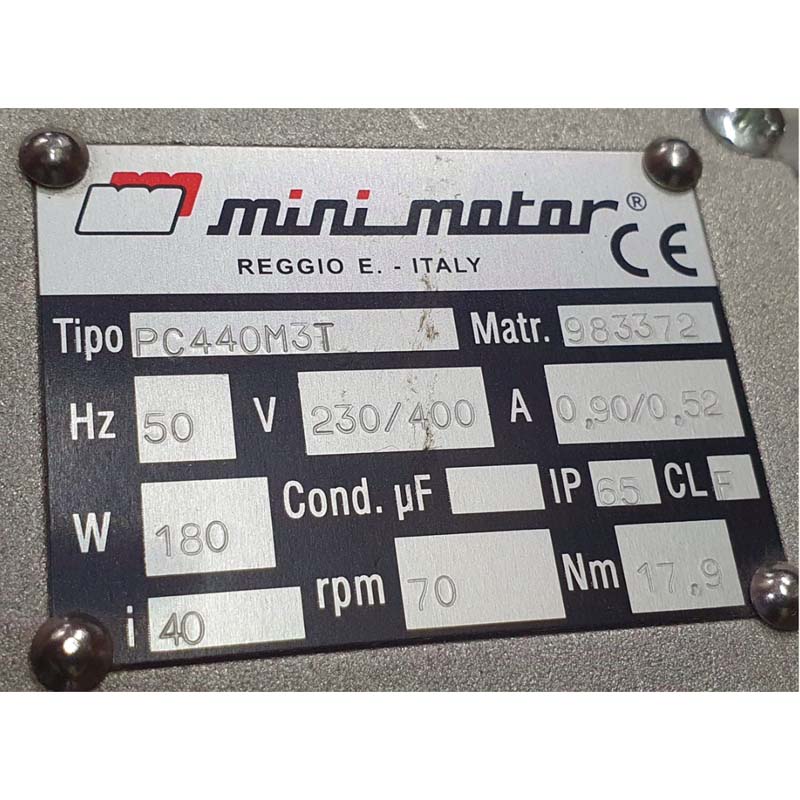 mini motor®
REGGIO E. - ITALY
CE
Tipo PC440M3T Matr. 983372
Hz 50 V 230/400 A 0,90/0,52
W 180 Cond. µF IP 65 CL F
i 40 rpm 70 Nm 17,9